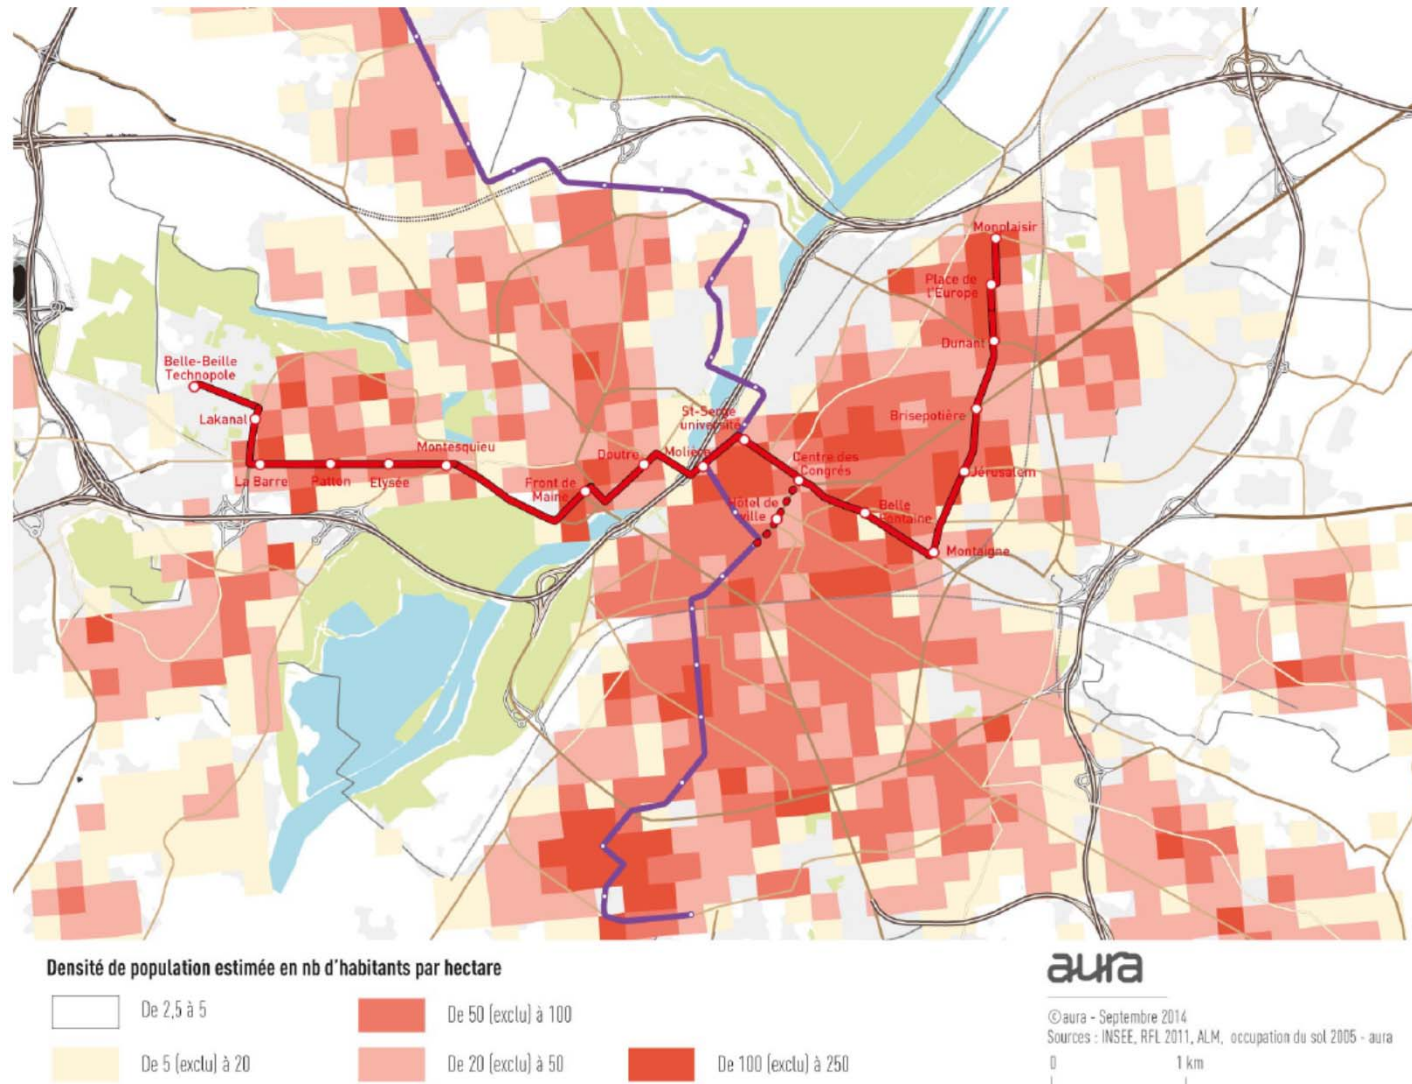 Monplaisir
Place de
l'Europe
Dunant
Belle-Beille
Technopole
Lakanal
St-Serge
université
Brisepotière
Doutre
Molière
Montesquieu
Centre des
Congrés
La Barre
Patton
Elysée
Jérusalem
Front de
Maine
Hôtel de
ville
Belle
Fontaine
Montaigne
Densité de population estimée en nb d'habitants par hectare
De 2,5 à 5
De 50 (exclu) à 100
De 5 (exclu) à 20
De 20 (exclu) à 50
De 100 (exclu) à 250
aura
©aura - Septembre 2014
Sources : INSEE, RFL 2011, ALM, occupation du sol 2005 - aura
0 1 km